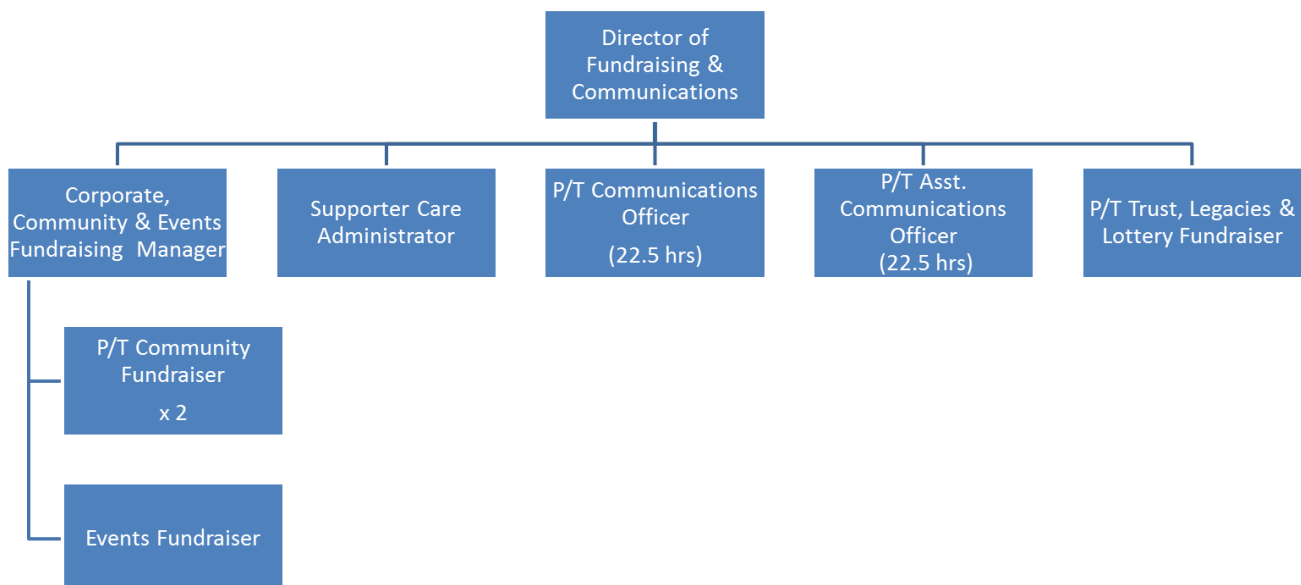 Director of
Fundraising &
Communications
Corporate,
Community & Events
Fundraising Manager
Supporter Care
Administrator
P/T Communications
Officer
(22.5 hrs)
P/T Asst.
Communications
Officer
(22.5 hrs)
P/T Trust, Legacies &
Lottery Fundraiser
P/T Community
Fundraiser
x 2
Events Fundraiser